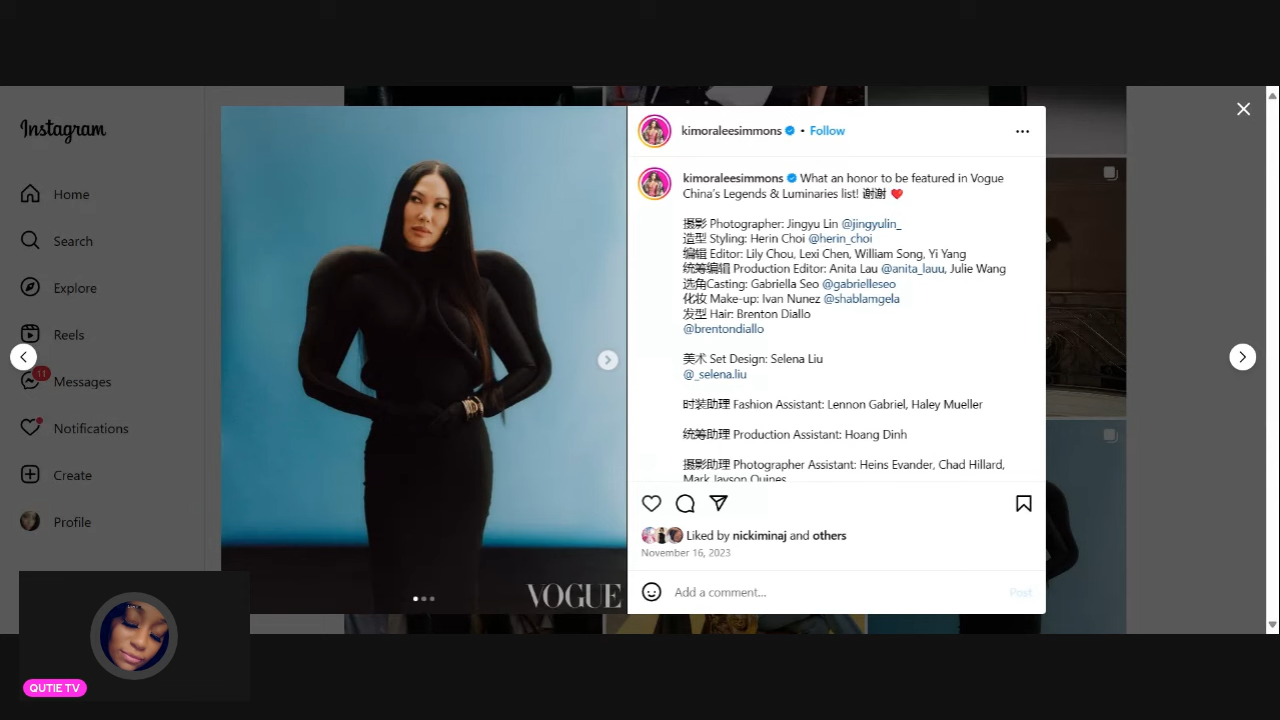 Instagram
Home
Search
Explore
Reels
11
Messages
Notifications
Create
Profile
QUTIE TV
VOGUE
kimoraleesimmons • Follow
kimoraleesimmons What an honor to be featured in Vogue
China's Legends & Luminaries list! 谢谢 ❤️
摄影 Photographer: Jingyu Lin @jingyulin_
造型 Styling: Herin Choi @herin_choi
编辑 Editor: Lily Chou, Lexi Chen, William Song, Yi Yang
统筹编辑 Production Editor: Anita Lau @anita_lauu, Julie Wang
选角Casting: Gabriella Seo @gabrielleseo
化妆 Make-up: Ivan Nunez @shablamgela
发型 Hair: Brenton Diallo
@brentondiallo
美术 Set Design: Selena Liu
@_selena.liu
时装助理 Fashion Assistant: Lennon Gabriel, Haley Mueller
统筹助理 Production Assistant: Hoang Dinh
摄影助理 Photographer Assistant: Heins Evander, Chad Hillard,
Mark Jayson Quines
Liked by nickiminaj and others
November 16, 2023
Add a comment...
Post